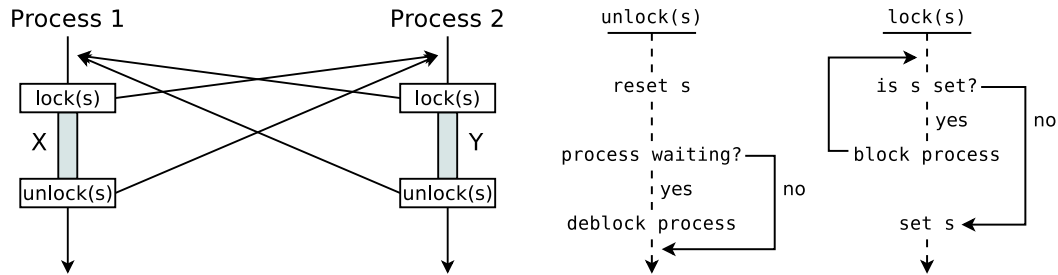 Process 1
Process 2
lock(s)
lock(s)
X
Y
unlock(s)
unlock(s)
unlock(s)
reset s
process waiting?
yes
no
deblock process
lock(s)
is s set?
yes
no
block process
set s